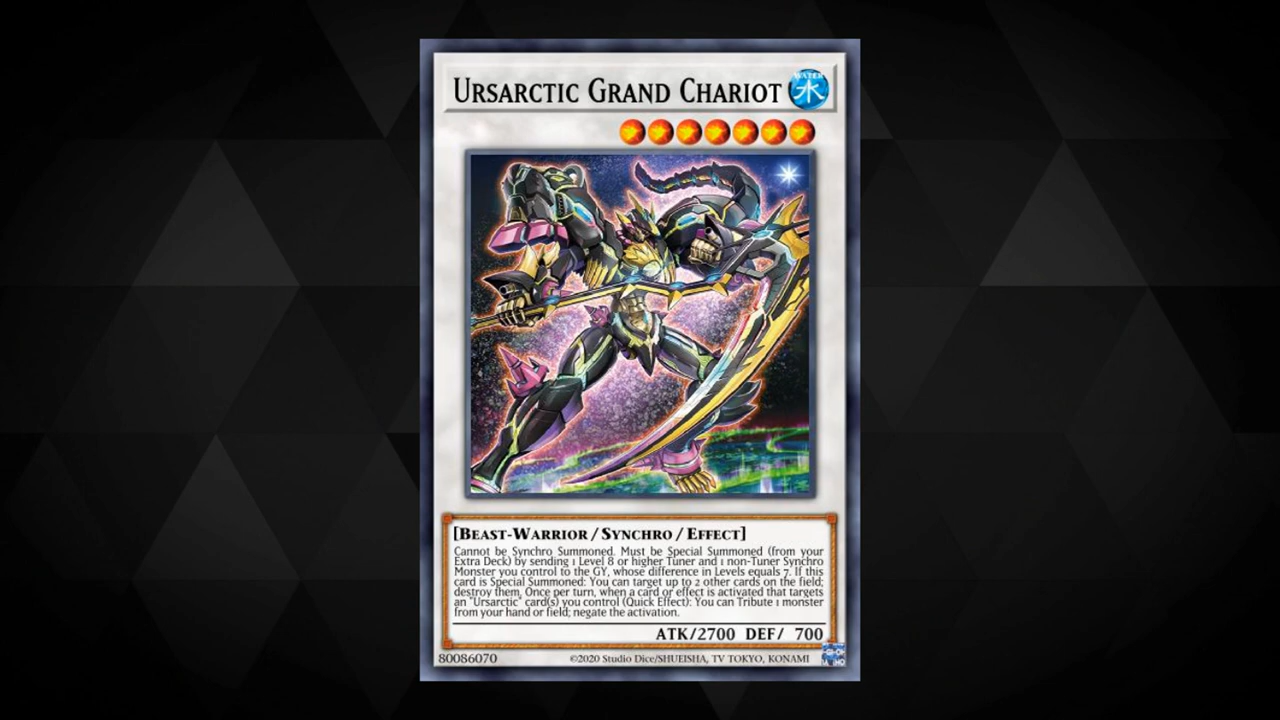 URSARCTIC GRAND CHARIOT
WATER
水
[BEAST-WARRIOR / SYNCHRO / EFFECT]
Cannot be Synchro Summoned. Must be Special Summoned (from your
Extra Deck) by sending 1 Level 8 or higher Tuner and 1 non-Tuner Synchro
Monster you control to the GY, whose difference in Levels equals 7. If this
card is Special Summoned: You can target up to 2 other cards on the field;
destroy them. Once per turn, when a card or effect is activated that targets
an "Ursarctic" card(s) you control (Quick Effect): You can Tribute 1 monster
from your hand or field; negate the activation.
ATK/2700 DEF/ 700
80086070 ©2020 Studio Dice/SHUEISHA, TV TOKYO, KONAMI